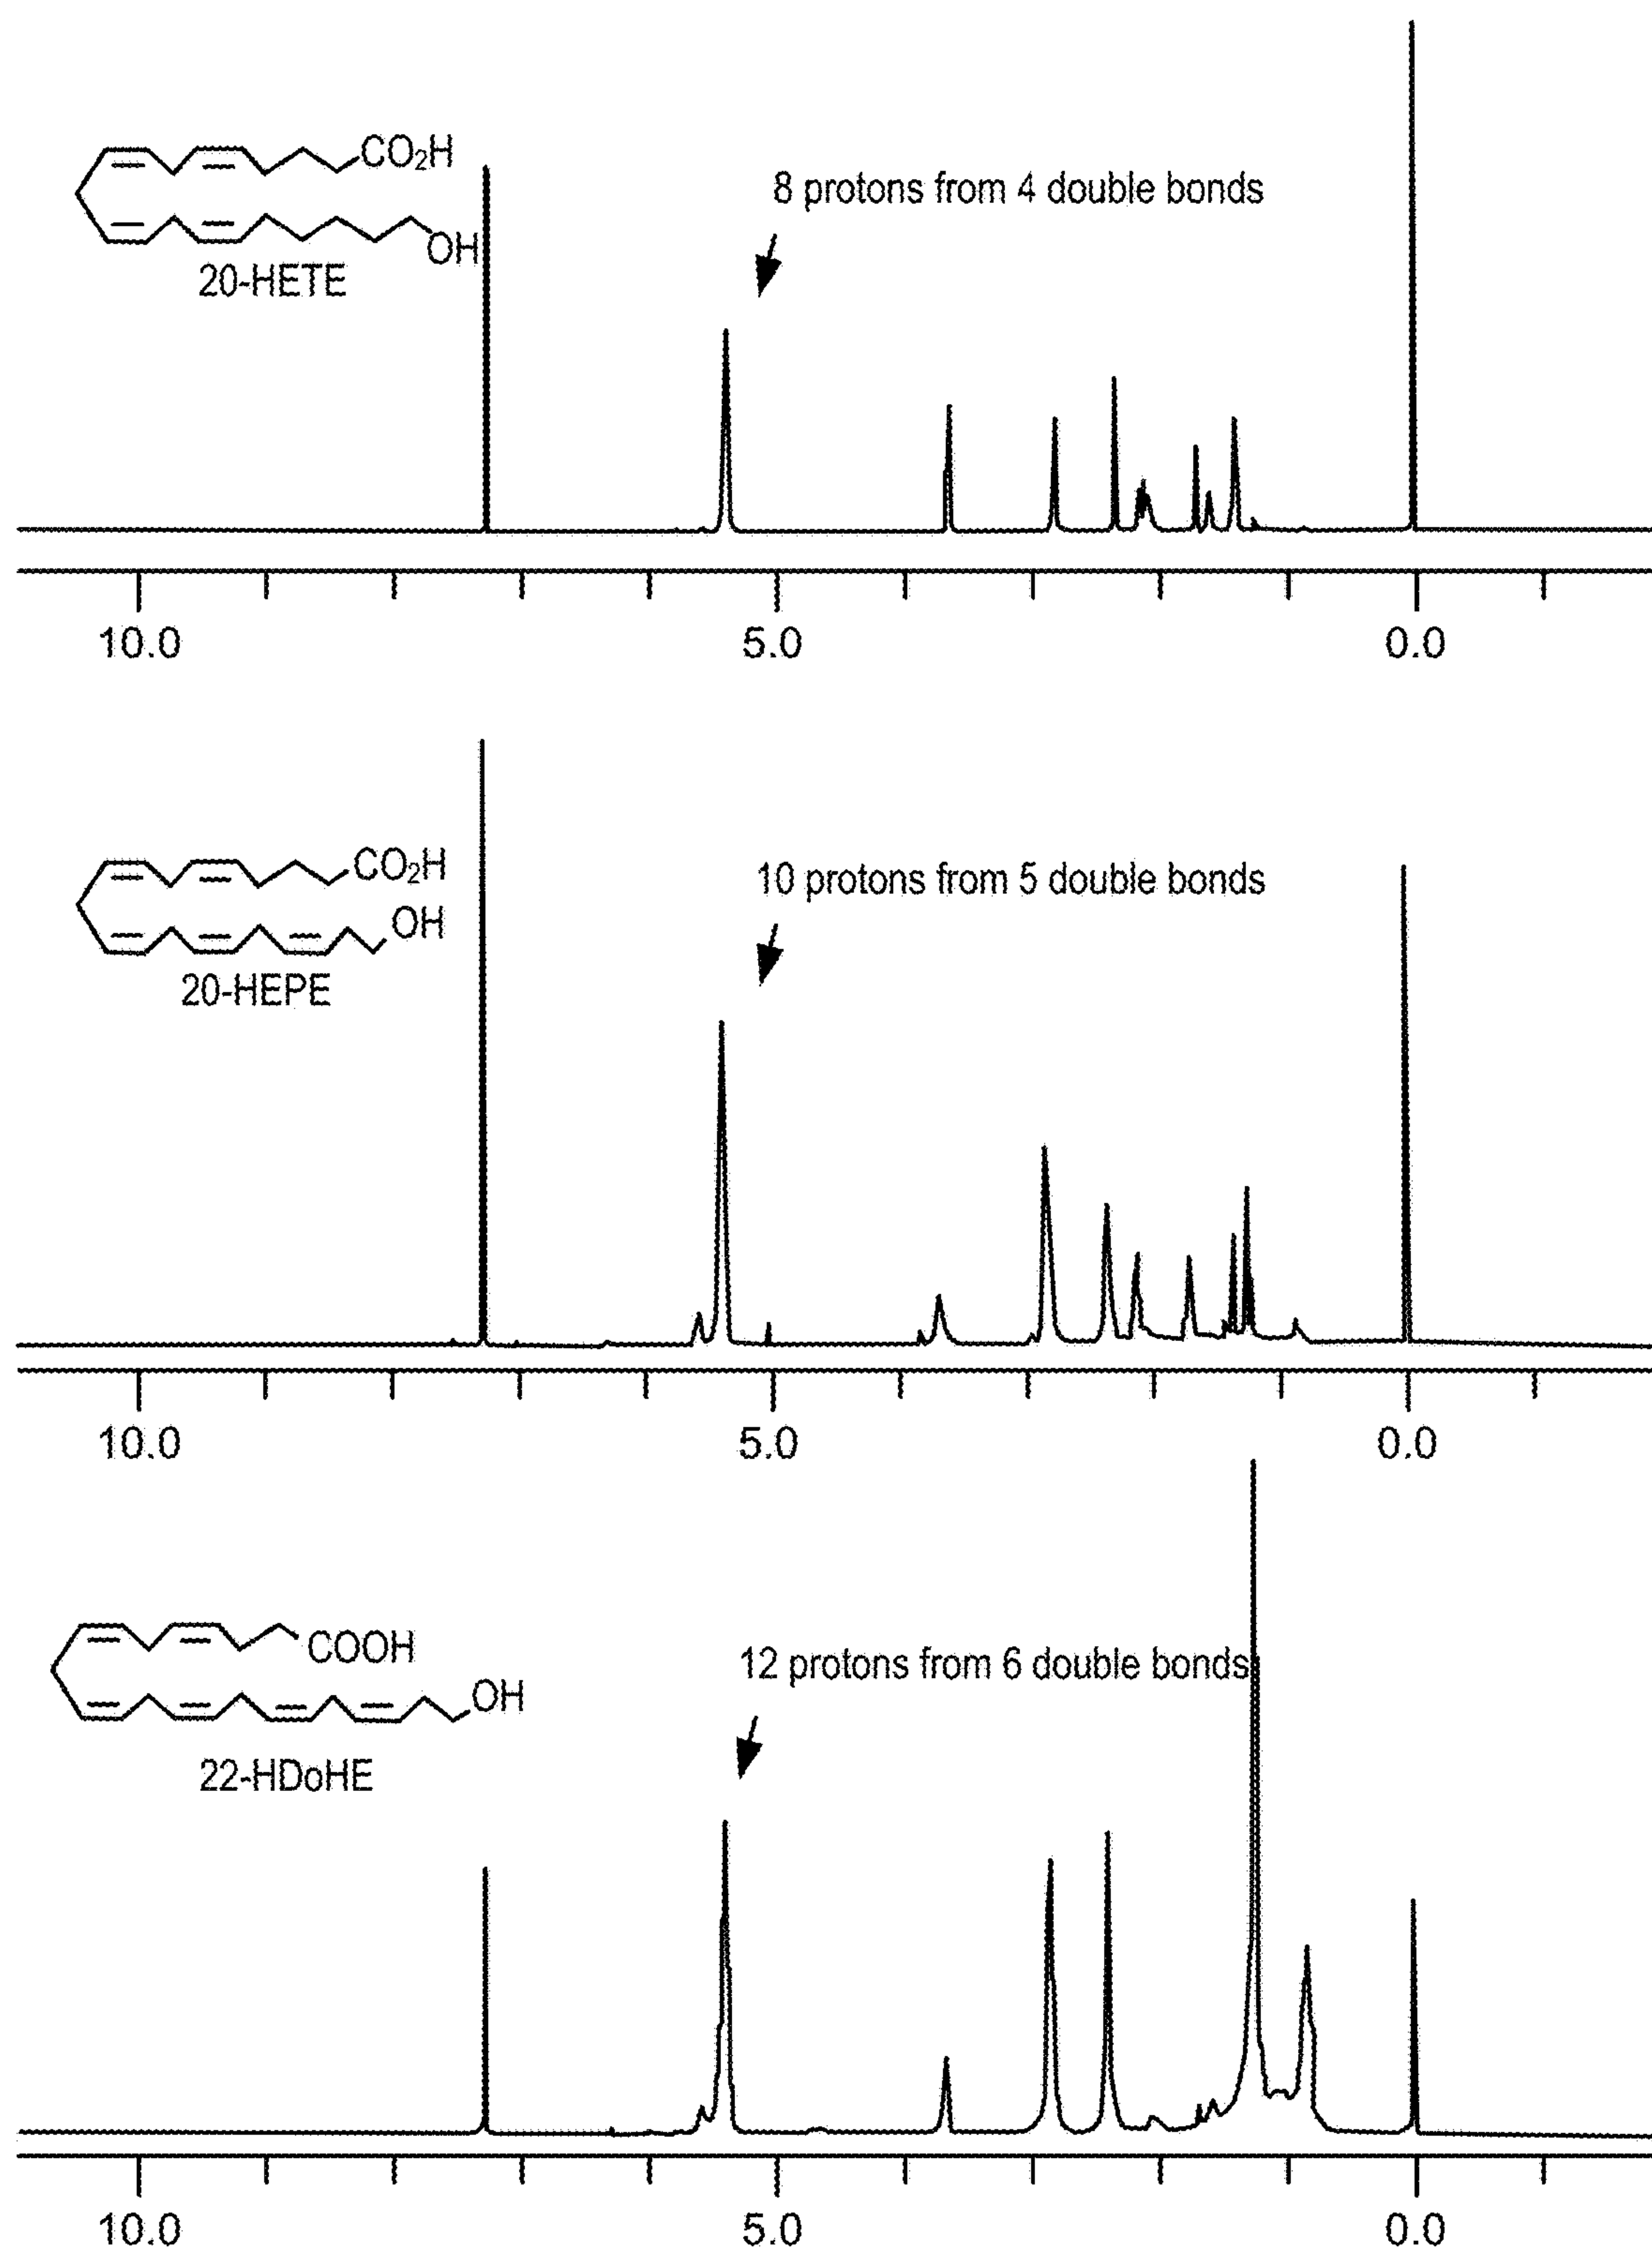 CO₂H
8 protons from 4 double bonds
OH
20-HETE
10.0 5.0 0.0
CO₂H
10 protons from 5 double bonds
OH
20-HEPE
10.0 5.0 0.0
COOH
12 protons from 6 double bonds
OH
22-HDoHE
10.0 5.0 0.0